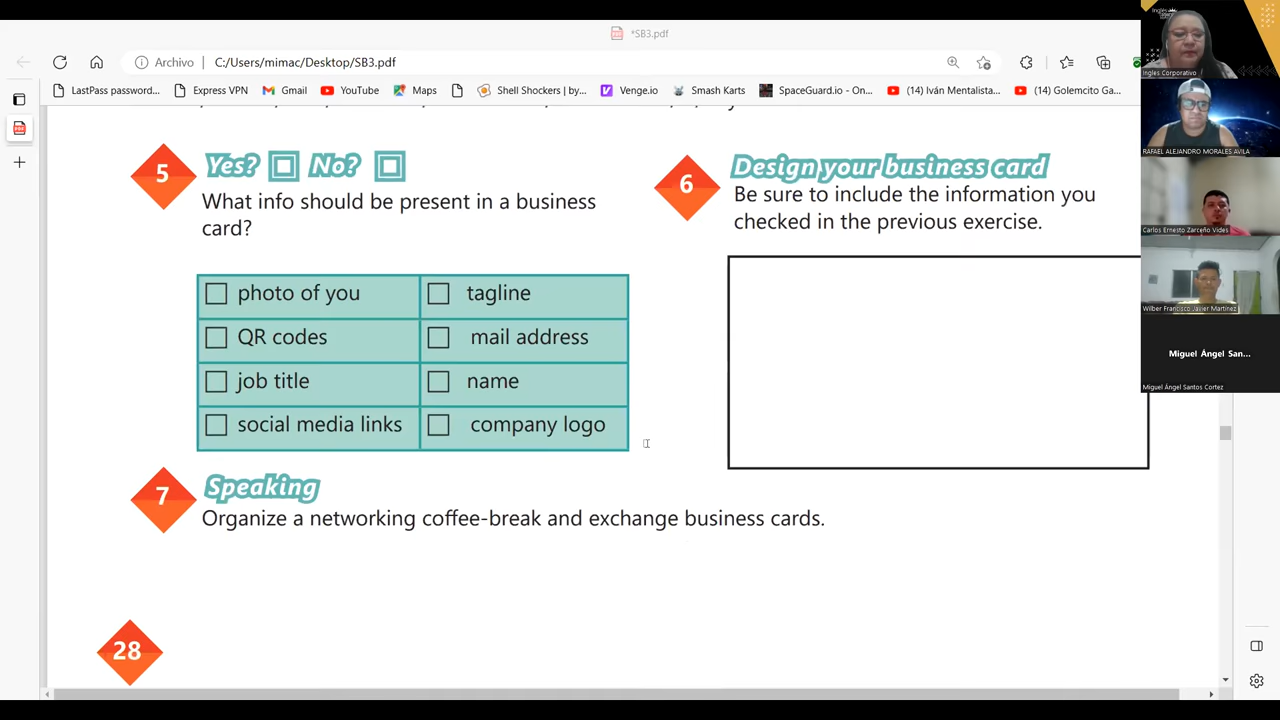 *SB3.pdf
Archivo C:/Users/mimac/Desktop/SB3.pdf
LastPass password... Express VPN Gmail YouTube Maps Shell Shockers | by... Venge.io Smash Karts SpaceGuard.io - On... (14) Iván Mentalista... (14) Golemcito Ga...
5 Yes? No?
What info should be present in a business
card?
photo of you tagline
QR codes mail address
job title name
social media links company logo
6 Design your business card
Be sure to include the information you
checked in the previous exercise.
7 Speaking
Organize a networking coffee-break and exchange business cards.
28
Inglés Corporativo
RAFAEL ALEJANDRO MORALES AVILA
Carlos Ernesto Zarceño Vides
Wilber Francisco Javier Martínez
Miguel Ángel San...
Miguel Ángel Santos Cortez